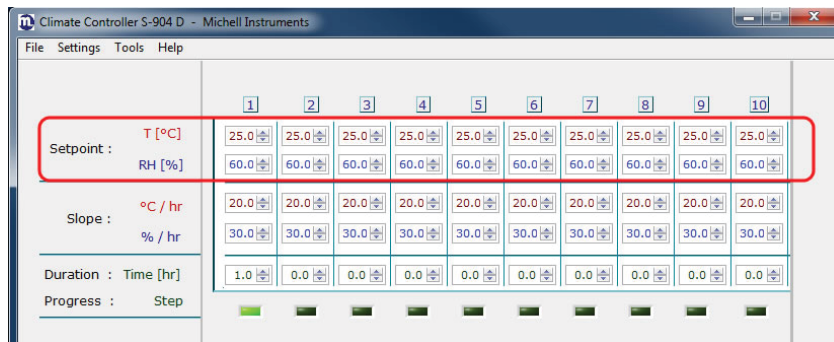 Climate Controller S-904 D - Michell Instruments
File Settings Tools Help
1 2 3 4 5 6 7 8 9 10
Setpoint :
T [°C] 25.0 25.0 25.0 25.0 25.0 25.0 25.0 25.0 25.0 25.0
RH [%] 60.0 60.0 60.0 60.0 60.0 60.0 60.0 60.0 60.0 60.0
Slope :
°C / hr 20.0 20.0 20.0 20.0 20.0 20.0 20.0 20.0 20.0 20.0
% / hr 30.0 30.0 30.0 30.0 30.0 30.0 30.0 30.0 30.0 30.0
Duration : Time [hr] 1.0 0.0 0.0 0.0 0.0 0.0 0.0 0.0 0.0 0.0
Progress : Step